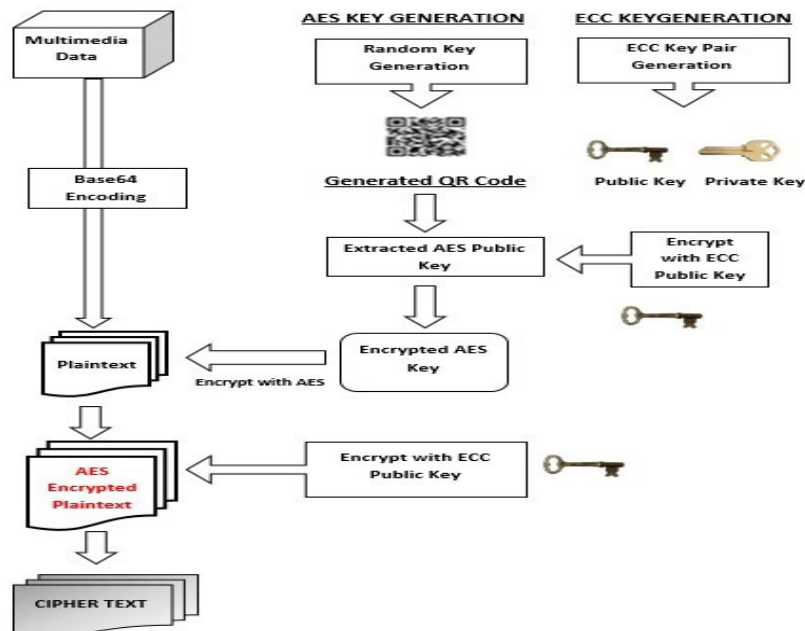 AES KEY GENERATION
ECC KEYGENERATION
Multimedia
Data
Random Key
Generation
ECC Key Pair
Generation
Base64
Encoding
Generated QR Code
Public Key
Private Key
Extracted AES Public
Key
Encrypt
with ECC
Public Key
Plaintext
Encrypt with AES
Encrypted AES
Key
AES
Encrypted
Plaintext
Encrypt with ECC
Public Key
CIPHER TEXT